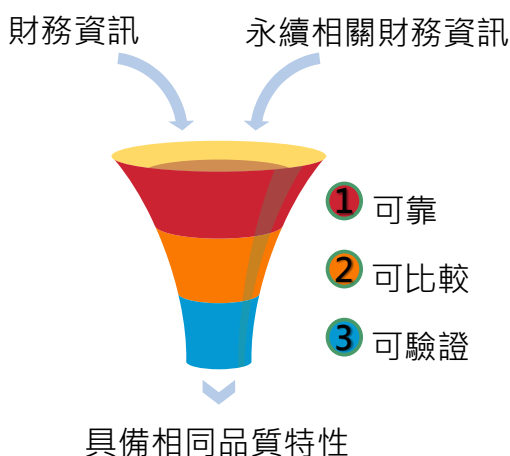 財務資訊
永續相關財務資訊
1 可靠
2 可比較
3 可驗證
具備相同品質特性